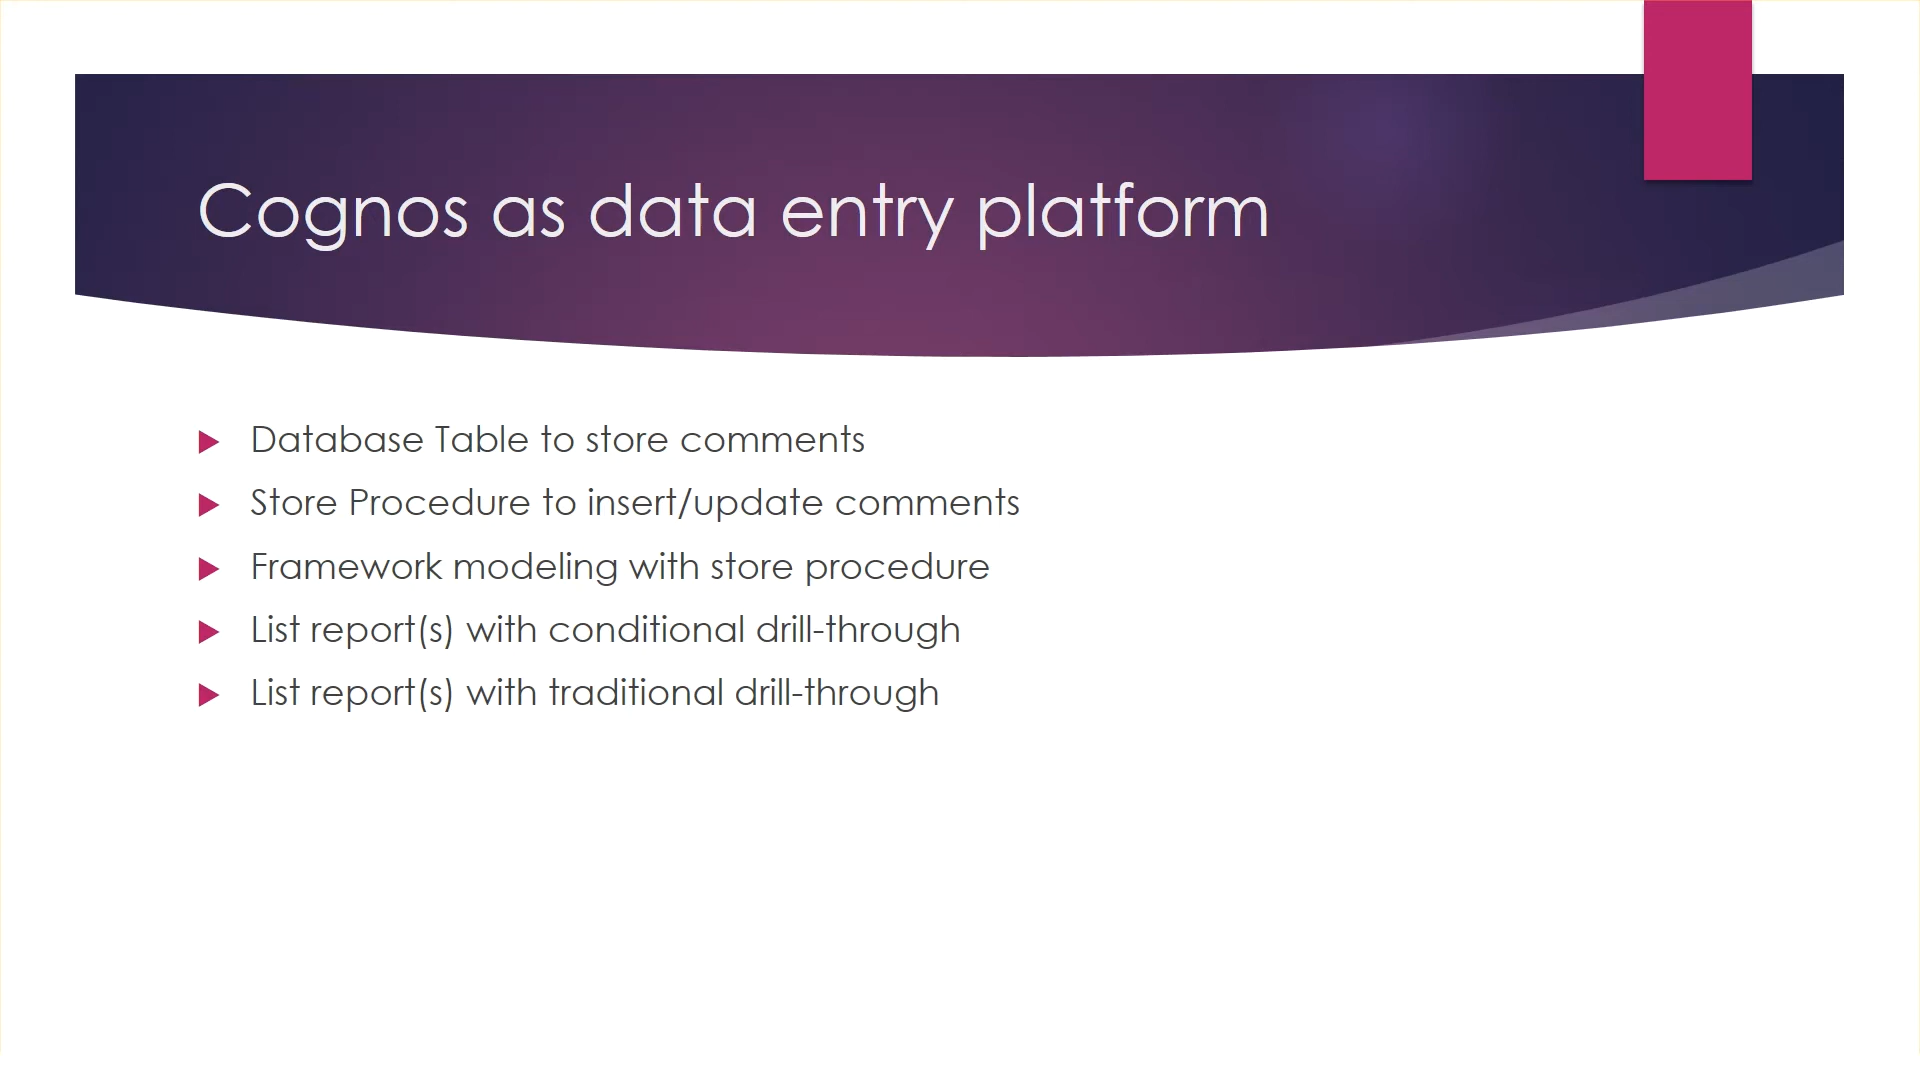 Cognos as data entry platform
Database Table to store comments
Store Procedure to insert/update comments
Framework modeling with store procedure
List report(s) with conditional drill-through
List report(s) with traditional drill-through